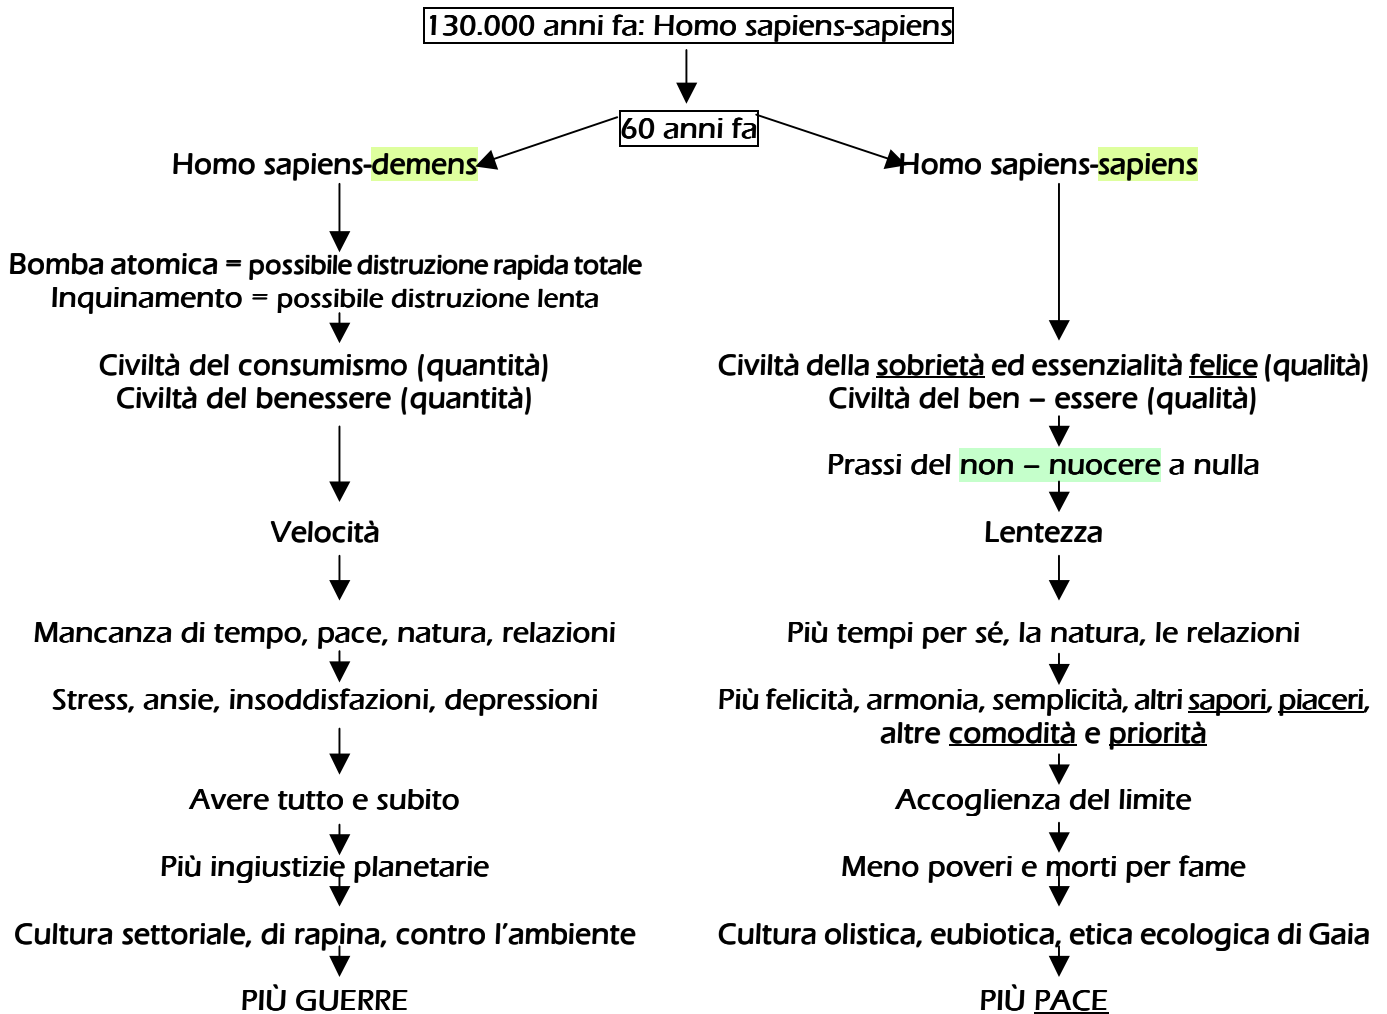 130.000 anni fa: Homo sapiens-sapiens
60 anni fa
Homo sapiens-demens
Bomba atomica = possibile distruzione rapida totale
Inquinamento = possibile distruzione lenta
Civiltà del consumismo (quantità)
Civiltà del benessere (quantità)
Velocità
Mancanza di tempo, pace, natura, relazioni
Stress, ansie, insoddisfazioni, depressioni
Avere tutto e subito
Più ingiustizie planetarie
Cultura settoriale, di rapina, contro l'ambiente
PIÙ GUERRE
Homo sapiens-sapiens
Civiltà della sobrietà ed essenzialità felice (qualità)
Civiltà del ben – essere (qualità)
Prassi del non – nuocere a nulla
Lentezza
Più tempi per sé, la natura, le relazioni
Più felicità, armonia, semplicità, altri sapori, piaceri,
altre comodità e priorità
Accoglienza del limite
Meno poveri e morti per fame
Cultura olistica, eubiotica, etica ecologica di Gaia
PIÙ PACE